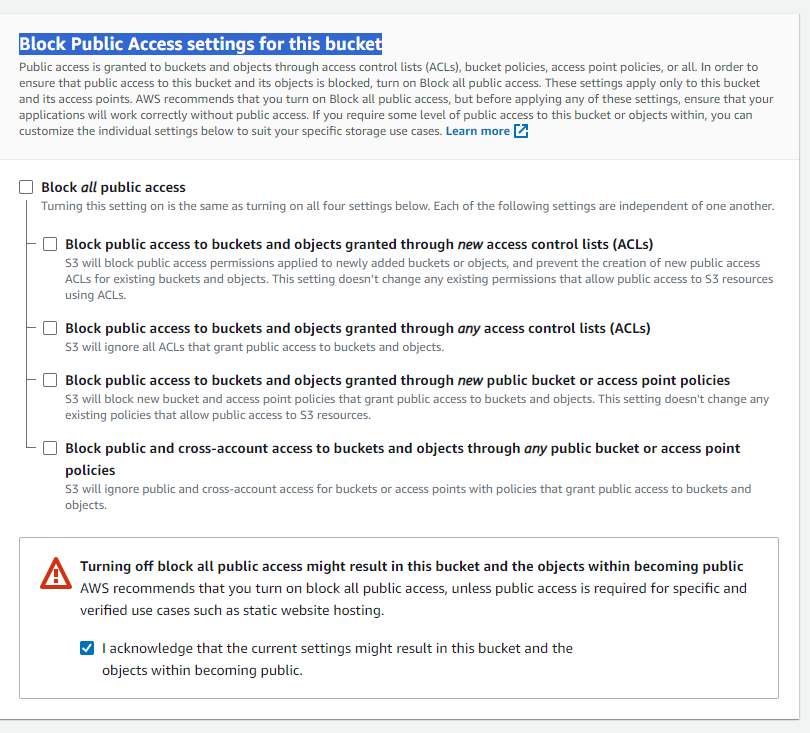 Block Public Access settings for this bucket
Public access is granted to buckets and objects through access control lists (ACLs), bucket policies, access point policies, or all. In order to
ensure that public access to this bucket and its objects is blocked, turn on Block all public access. These settings apply only to this bucket
and its access points. AWS recommends that you turn on Block all public access, but before applying any of these settings, ensure that your
applications will work correctly without public access. If you require some level of public access to this bucket or objects within, you can
customize the individual settings below to suit your specific storage use cases. Learn more
Block all public access
Turning this setting on is the same as turning on all four settings below. Each of the following settings are independent of one another.
Block public access to buckets and objects granted through new access control lists (ACLs)
S3 will block public access permissions applied to newly added buckets or objects, and prevent the creation of new public access
ACLs for existing buckets and objects. This setting doesn't change any existing permissions that allow public access to S3 resources
using ACLs.
Block public access to buckets and objects granted through any access control lists (ACLs)
S3 will ignore all ACLs that grant public access to buckets and objects.
Block public access to buckets and objects granted through new public bucket or access point policies
S3 will block new bucket and access point policies that grant public access to buckets and objects. This setting doesn't change any
existing policies that allow public access to S3 resources.
Block public and cross-account access to buckets and objects through any public bucket or access point
policies
S3 will ignore public and cross-account access for buckets or access points with policies that grant public access to buckets and
objects.
Turning off block all public access might result in this bucket and the objects within becoming public
AWS recommends that you turn on block all public access, unless public access is required for specific and
verified use cases such as static website hosting.
I acknowledge that the current settings might result in this bucket and the
objects within becoming public.